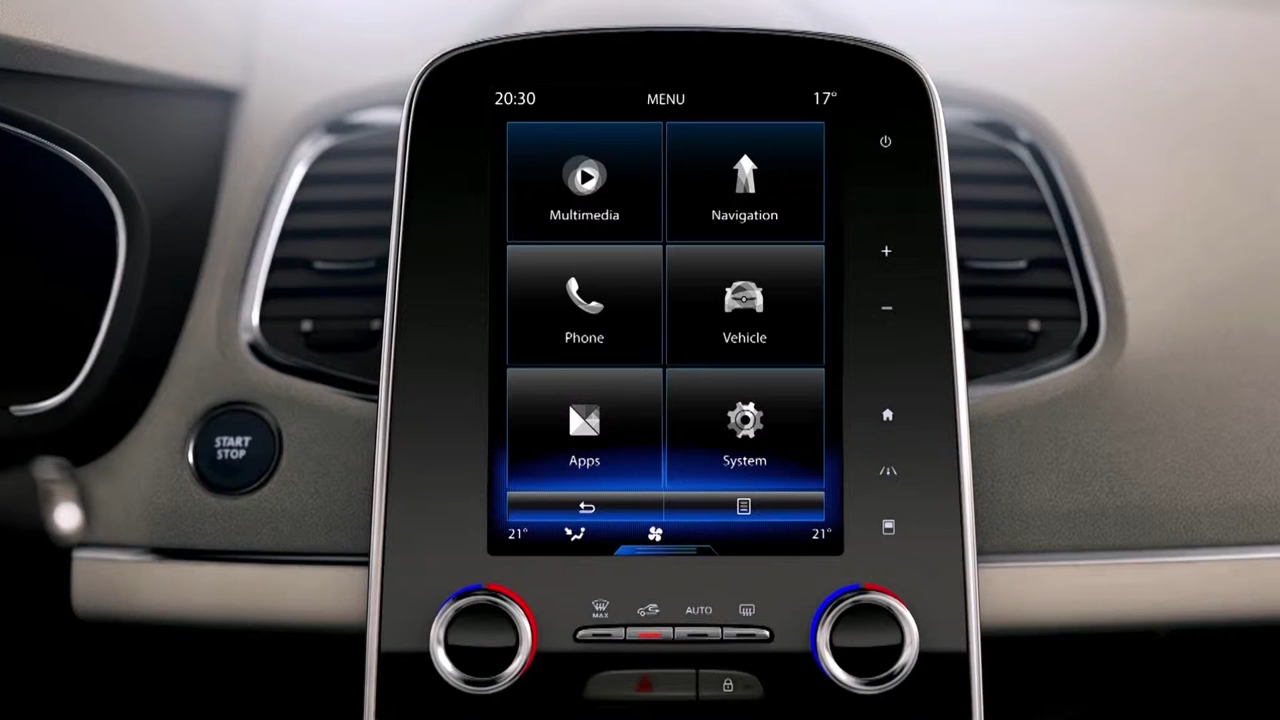 20:30 MENU 17°
Multimedia Navigation
Phone Vehicle
START
STOP
Apps System
21° 21°
MAX AUTO